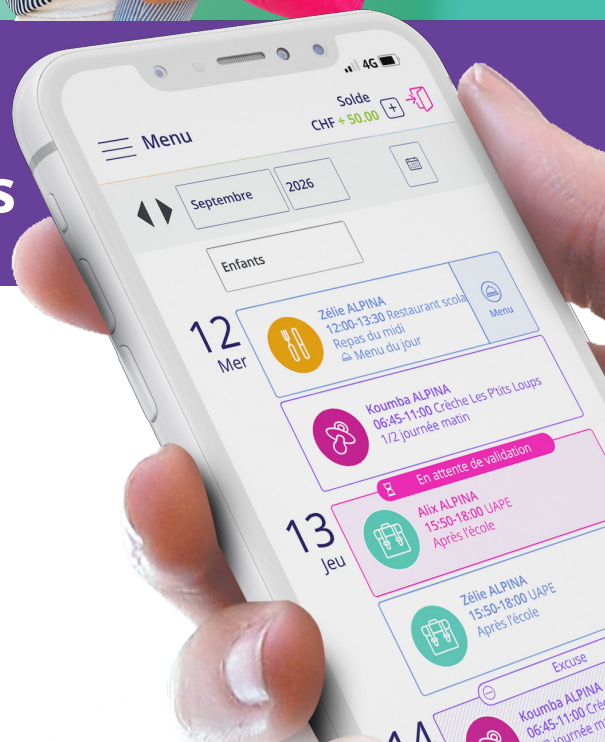 s
4G
Menu
Solde
CHF + 50.00
Septembre
2026
Enfants
12
Mer
Zélie ALPINA
12:00-13:30 Restaurant scola
Repas du midi
Menu du jour
Menu
Koumba ALPINA
06:45-11:00 Crèche Les P'tits Loups
1/2 journée matin
En attente de validation
13
Jeu
Alix ALPINA
15:50-18:00 UAPE
Après l'école
Zélie ALPINA
15:50-18:00 UAPE
Après l'école
Excuse
14
Koumba ALPINA
06:45-11:00 Crè
journée m